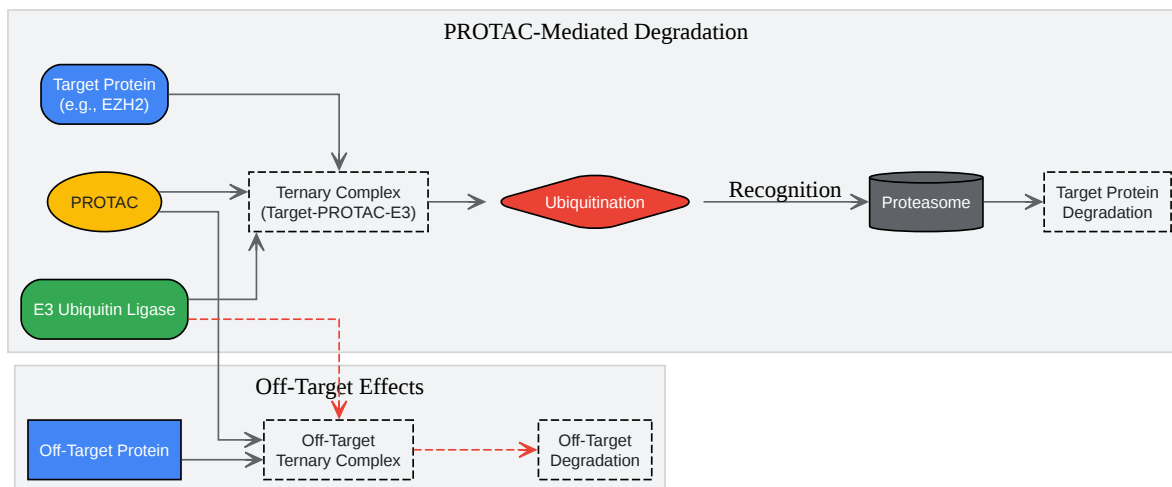 PROTAC-Mediated Degradation
Target Protein
(e.g., EZH2)
PROTAC
Ternary Complex
(Target-PROTAC-E3)
Ubiquitination
Recognition
Proteasome
Target Protein
Degradation
E3 Ubiquitin Ligase
Off-Target Effects
Off-Target Protein
Off-Target
Ternary Complex
Off-Target
Degradation